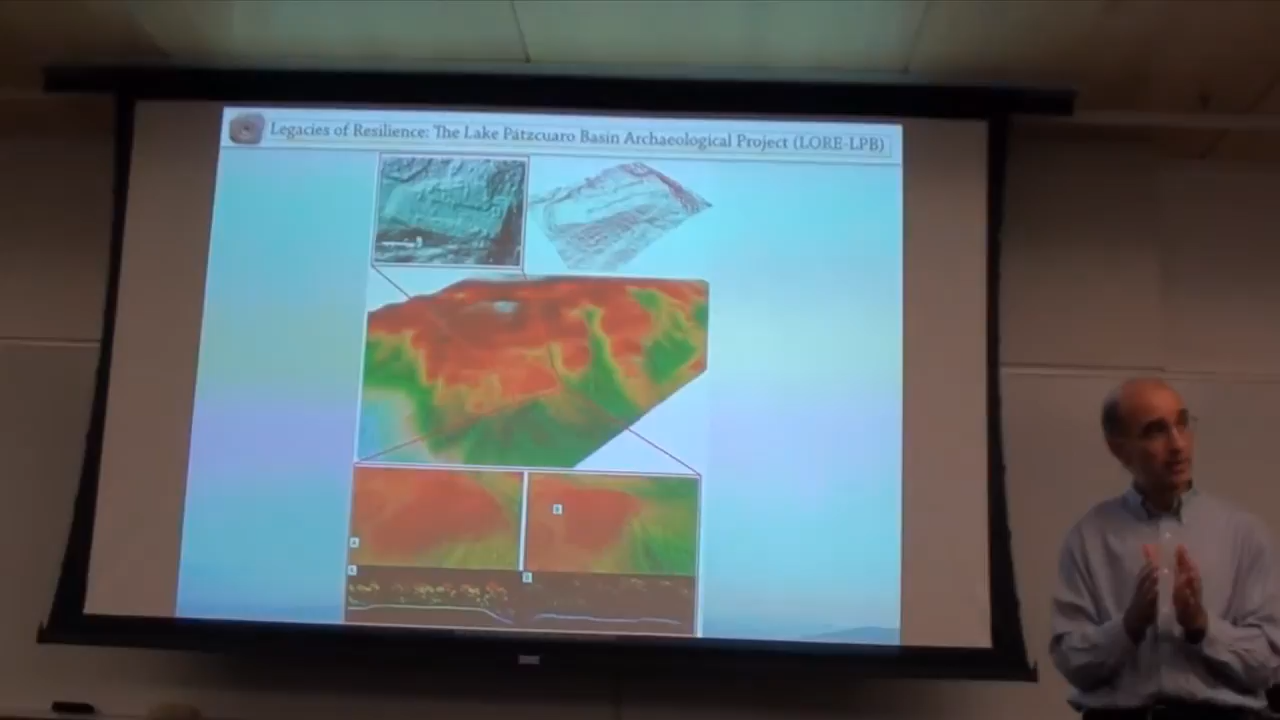 Legacies of Resilience: The Lake Pátzcuaro Basin Archaeological Project (LORE-LPB)
B
A